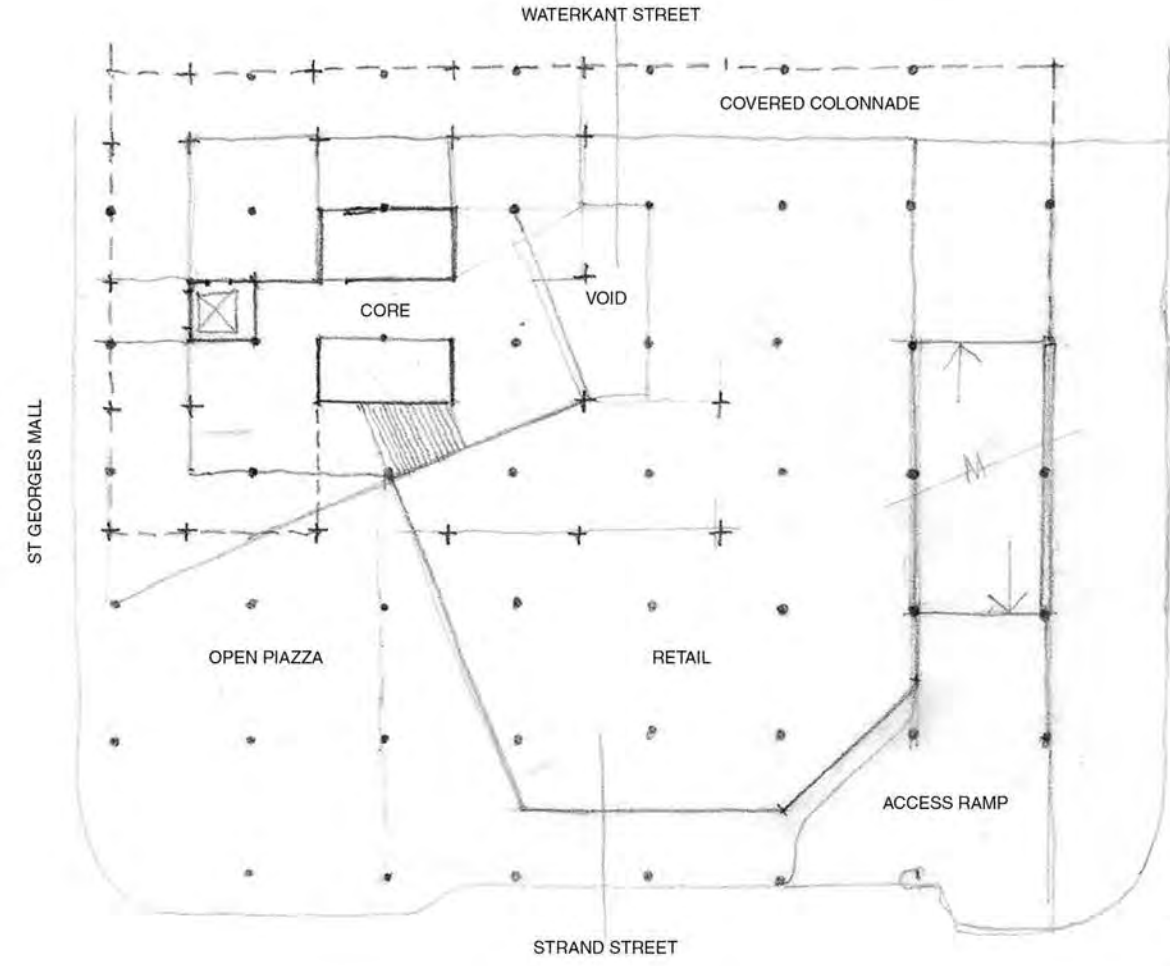 WATERKANT STREET
COVERED COLONNADE
VOID
CORE
ST GEORGES MALL
M
OPEN PIAZZA
RETAIL
ACCESS RAMP
STRAND STREET